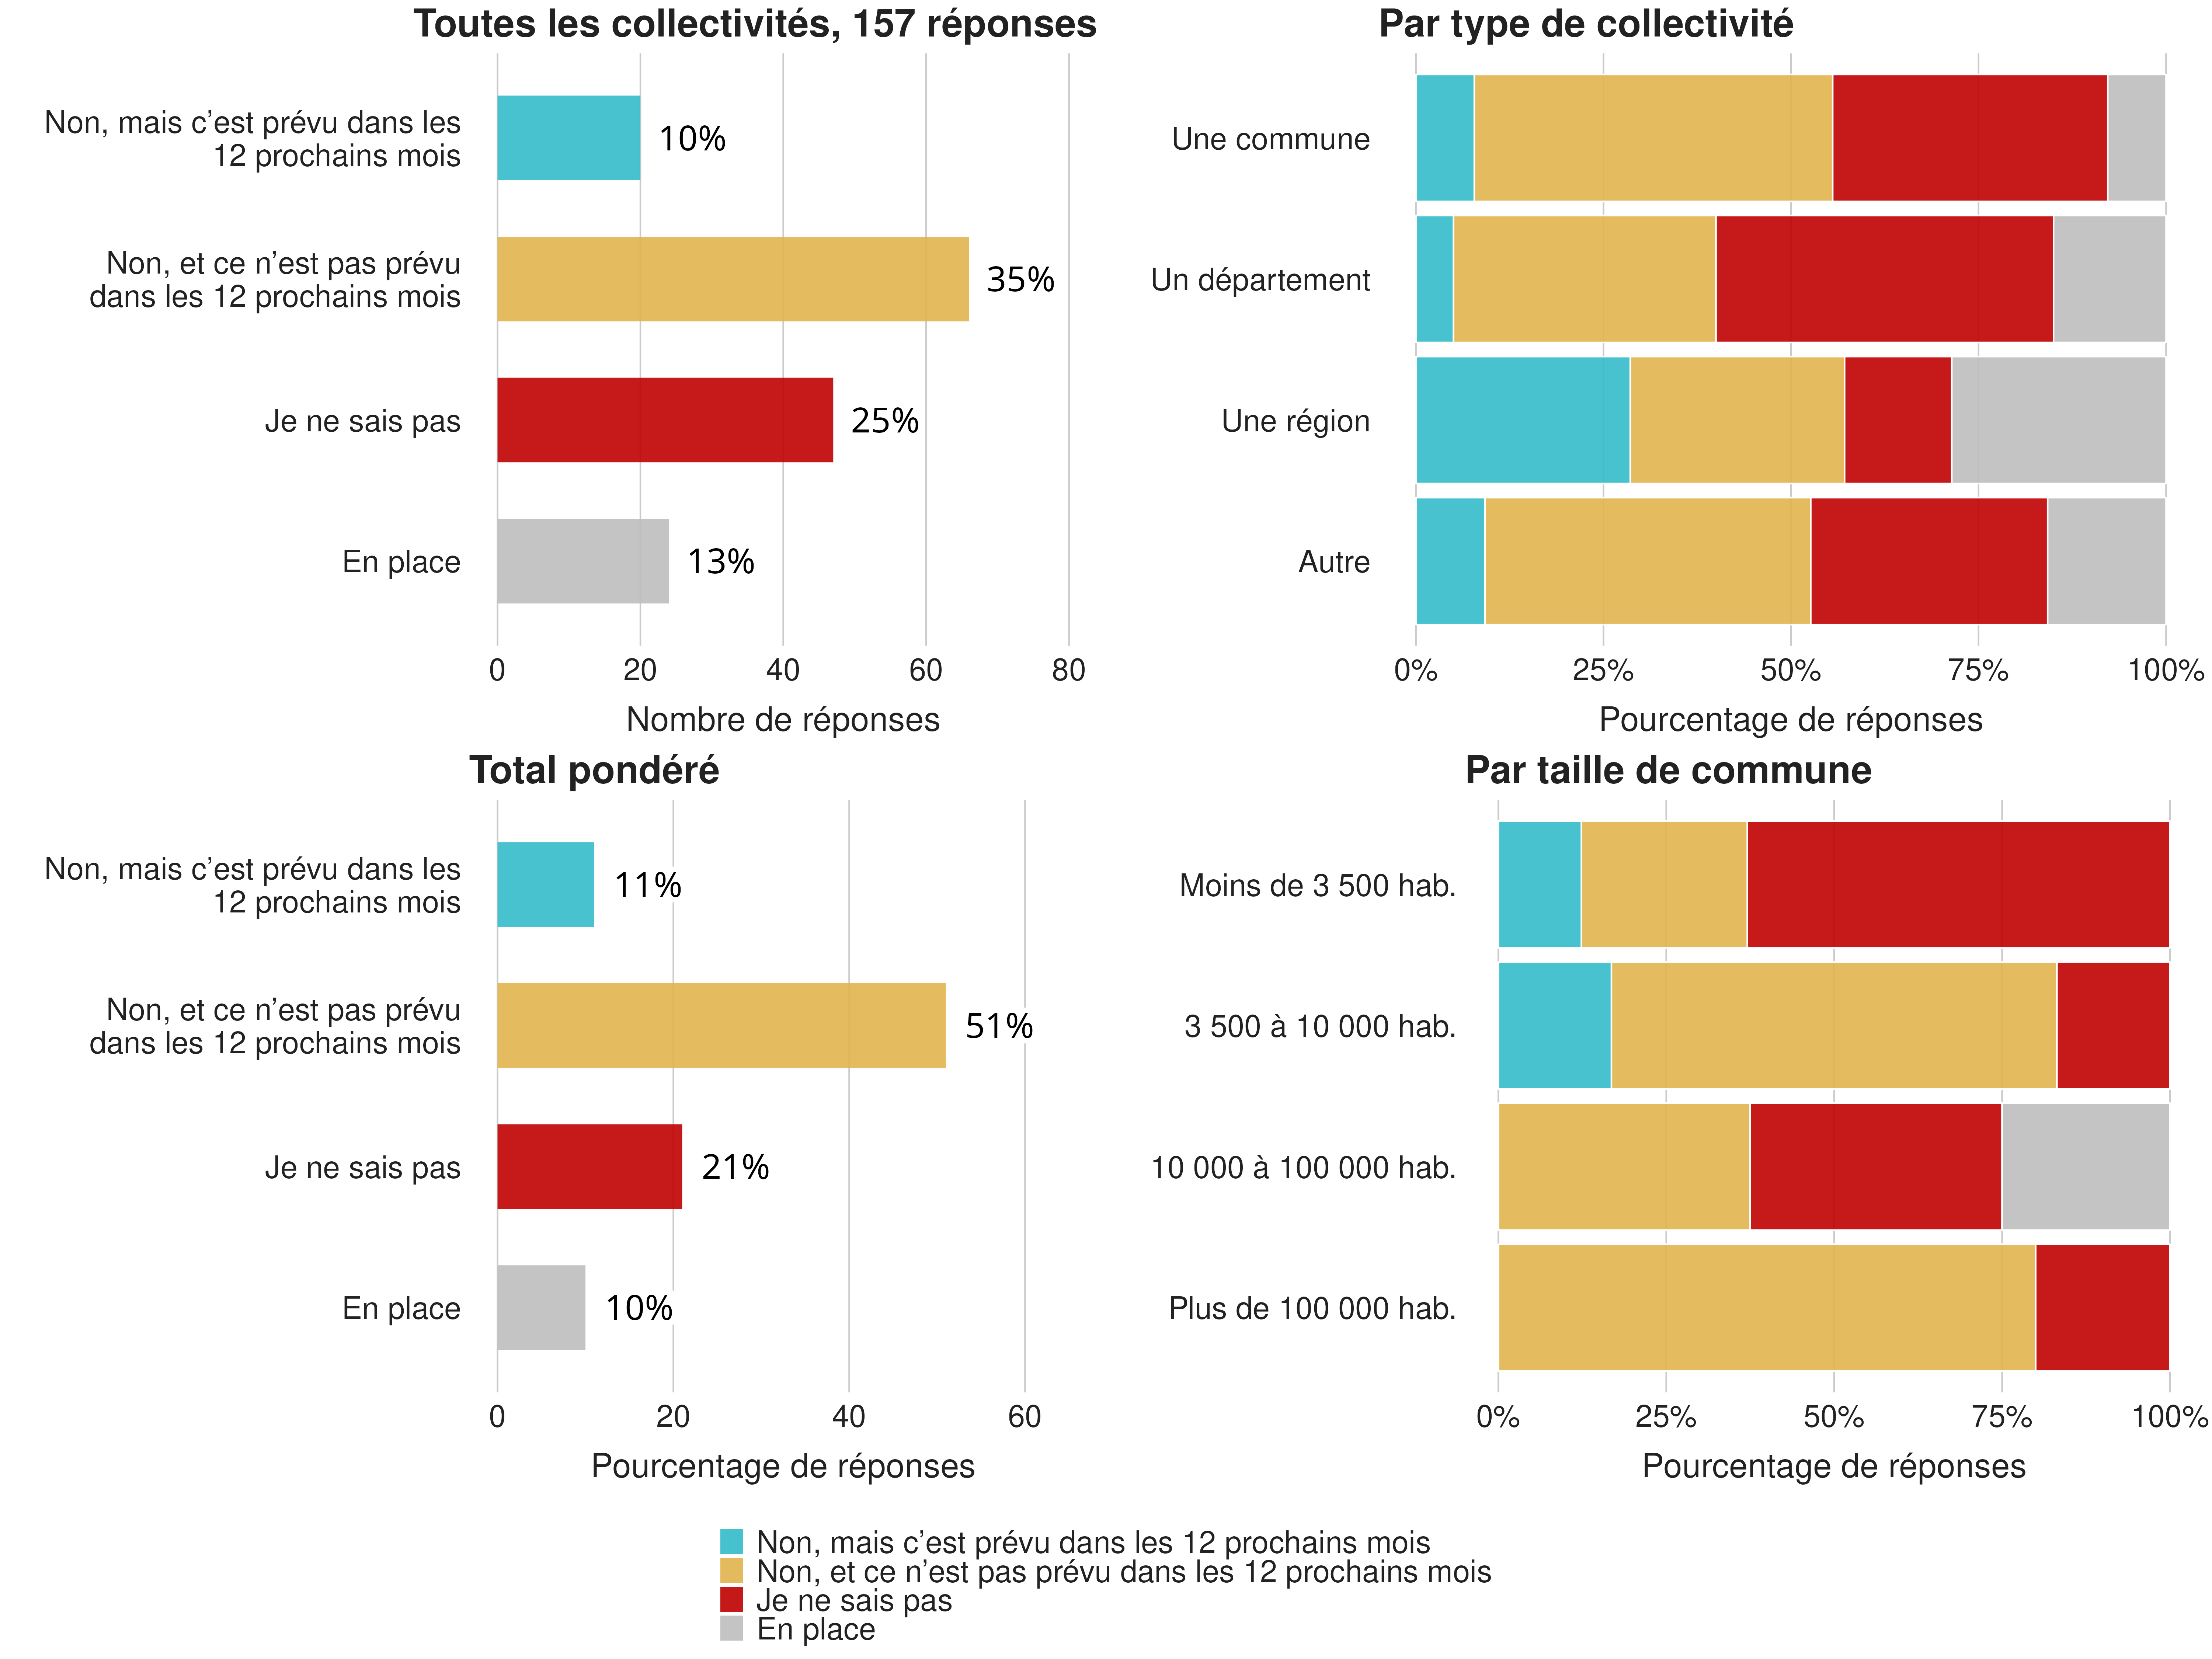 Toutes les collectivités, 157 réponses
Non, mais c’est prévu dans les
12 prochains mois
10%
Non, et ce n’est pas prévu
dans les 12 prochains mois
35%
Je ne sais pas
25%
En place
13%
0 20 40 60 80
Nombre de réponses
Par type de collectivité
Une commune
Un département
Une région
Autre
0% 25% 50% 75% 100%
Pourcentage de réponses
Total pondéré
Non, mais c’est prévu dans les
12 prochains mois
11%
Non, et ce n’est pas prévu
dans les 12 prochains mois
51%
Je ne sais pas
21%
En place
10%
0 20 40 60
Pourcentage de réponses
Par taille de commune
Moins de 3 500 hab.
3 500 à 10 000 hab.
10 000 à 100 000 hab.
Plus de 100 000 hab.
0% 25% 50% 75% 100%
Pourcentage de réponses
Non, mais c’est prévu dans les 12 prochains mois
Non, et ce n’est pas prévu dans les 12 prochains mois
Je ne sais pas
En place